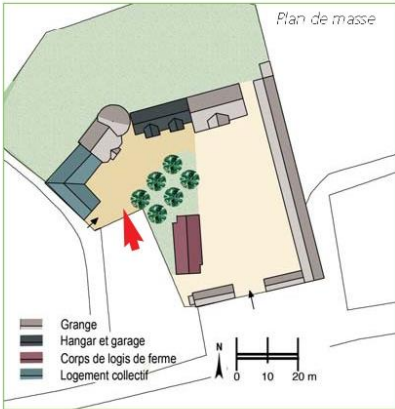 Plan de masse
Grange
Hangar et garage
Corps de logis de ferme
Logement collectif
N
0 10 20 m